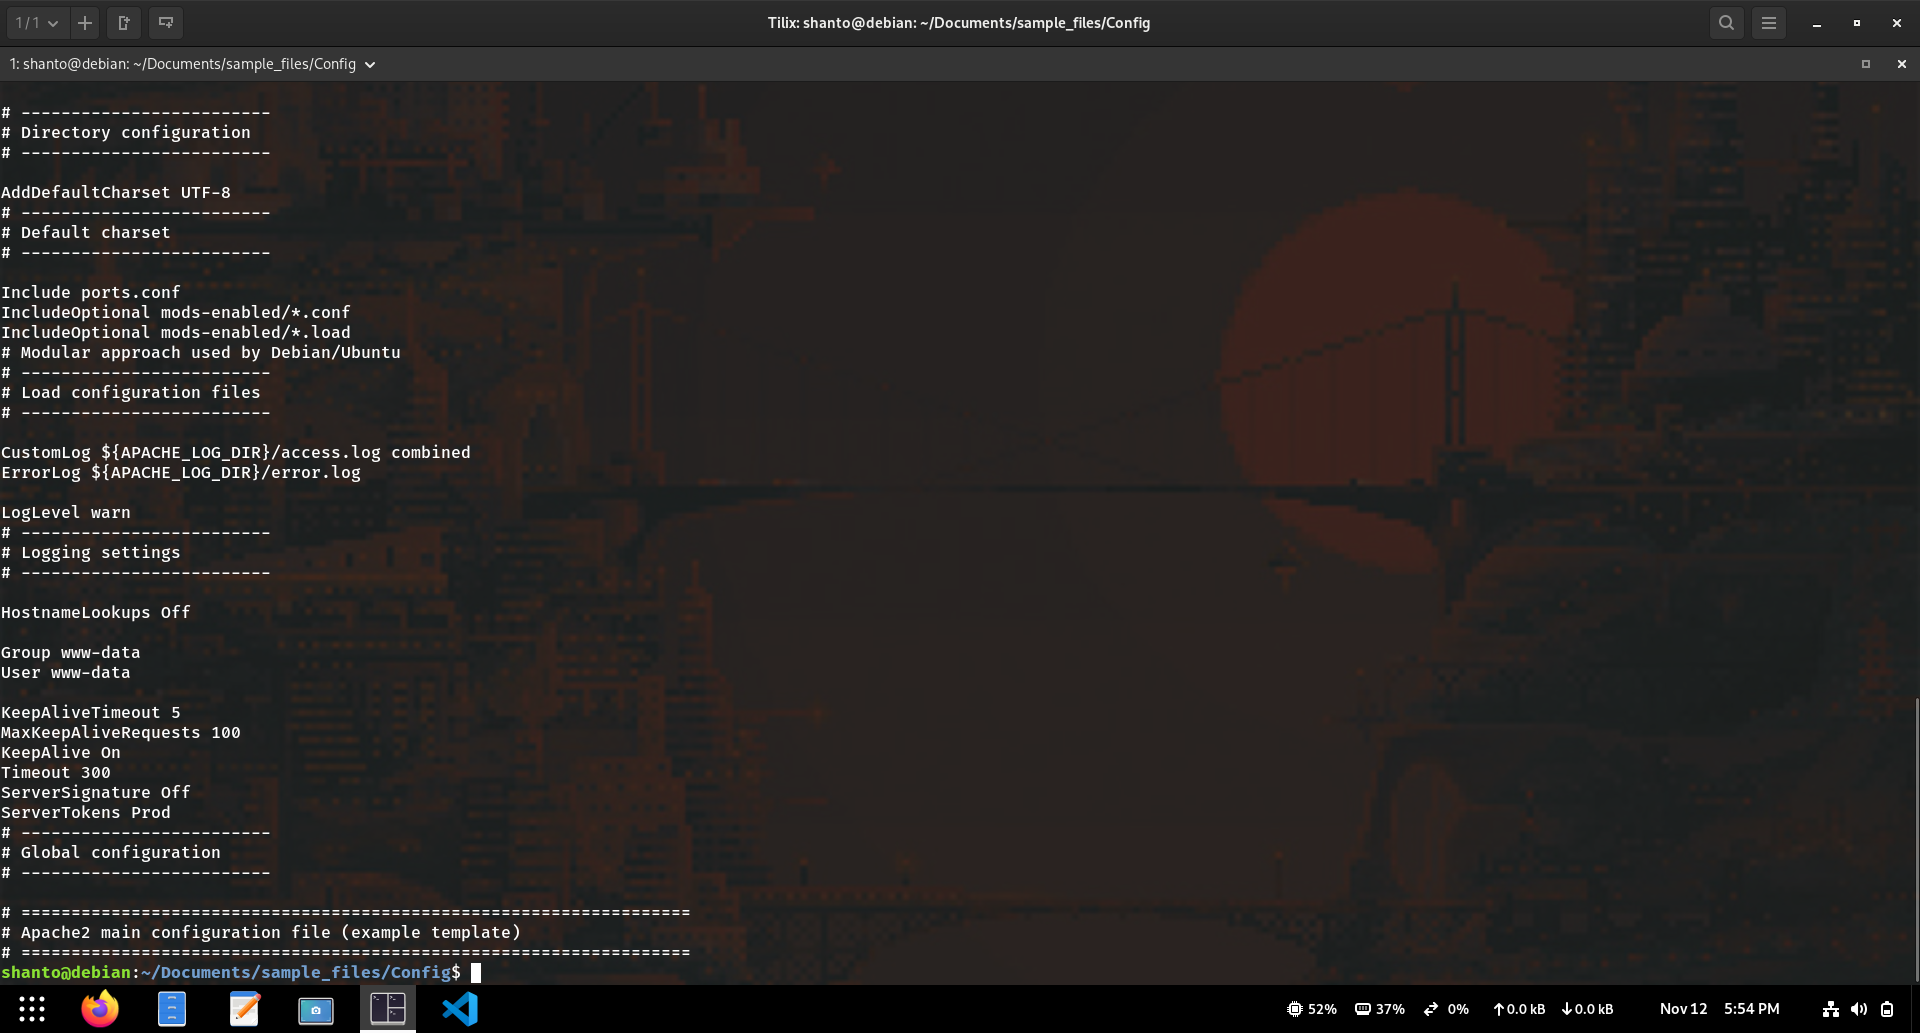 1 / 1
Tilix: shanto@debian: ~/Documents/sample_files/Config
1: shanto@debian: ~/Documents/sample_files/Config
# -------------------------
# Directory configuration
# -------------------------
AddDefaultCharset UTF-8
# -------------------------
# Default charset
# -------------------------
Include ports.conf
IncludeOptional mods-enabled/*.conf
IncludeOptional mods-enabled/*.load
# Modular approach used by Debian/Ubuntu
# -------------------------
# Load configuration files
# -------------------------
CustomLog ${APACHE_LOG_DIR}/access.log combined
ErrorLog ${APACHE_LOG_DIR}/error.log
LogLevel warn
# -------------------------
# Logging settings
# -------------------------
HostnameLookups Off
Group www-data
User www-data
KeepAliveTimeout 5
MaxKeepAliveRequests 100
KeepAlive On
Timeout 300
ServerSignature Off
ServerTokens Prod
# -------------------------
# Global configuration
# -------------------------
# ===================================================================
# Apache2 main configuration file (example template)
# ===================================================================
shanto@debian:~/Documents/sample_files/Config$
52% 37% 0% 0.0 kB 0.0 kB Nov 12 5:54 PM